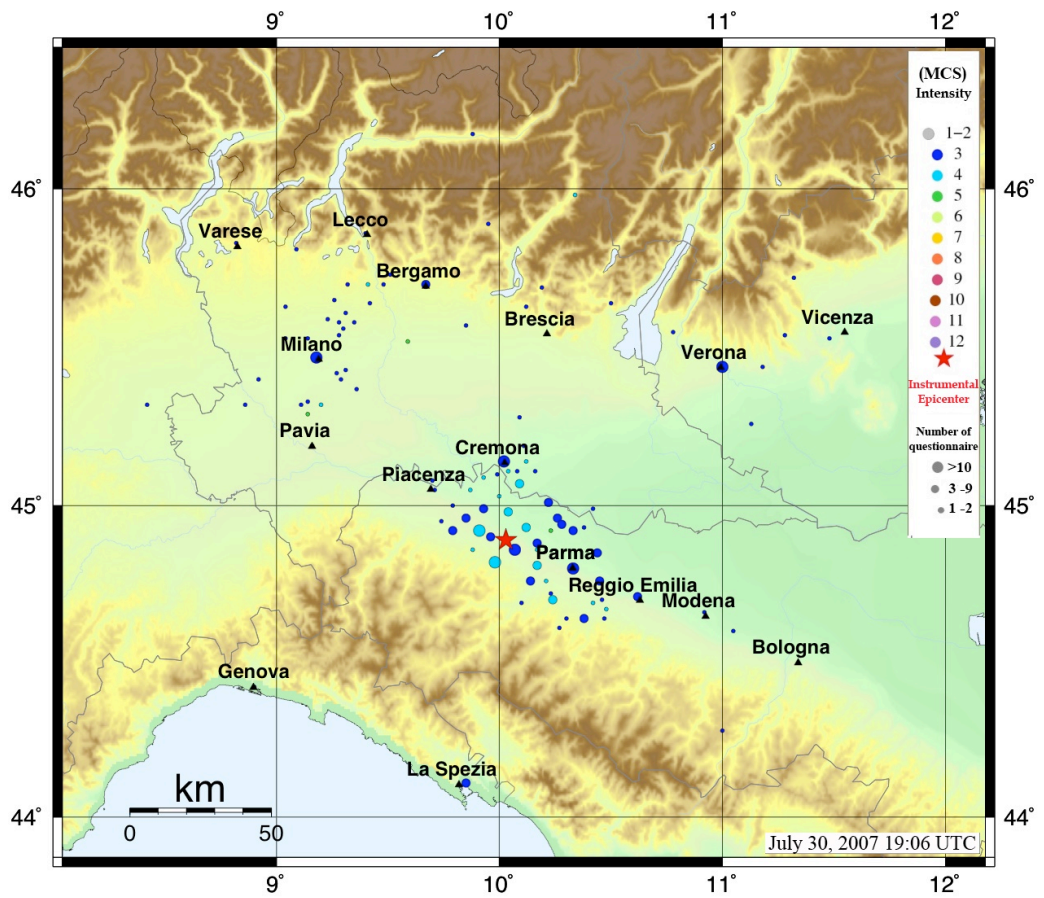 9° 10° 11° 12°
(MCS)
Intensity
1–2
3
46° 4 46°
5
6
7
8
9
10
11
12
Lecco
Varese
Bergamo
Vicenza
Brescia
Milano
Verona
Instrumental
Epicenter
Pavia
Number of
questionnaire
Cremona
>10
Piacenza
3 -9
1 -2
45° 45°
Parma
Reggio Emilia
Modena
Bologna
Genova
La Spezia
km
0 50
44° 44°
July 30, 2007 19:06 UTC
9° 10° 11° 12°